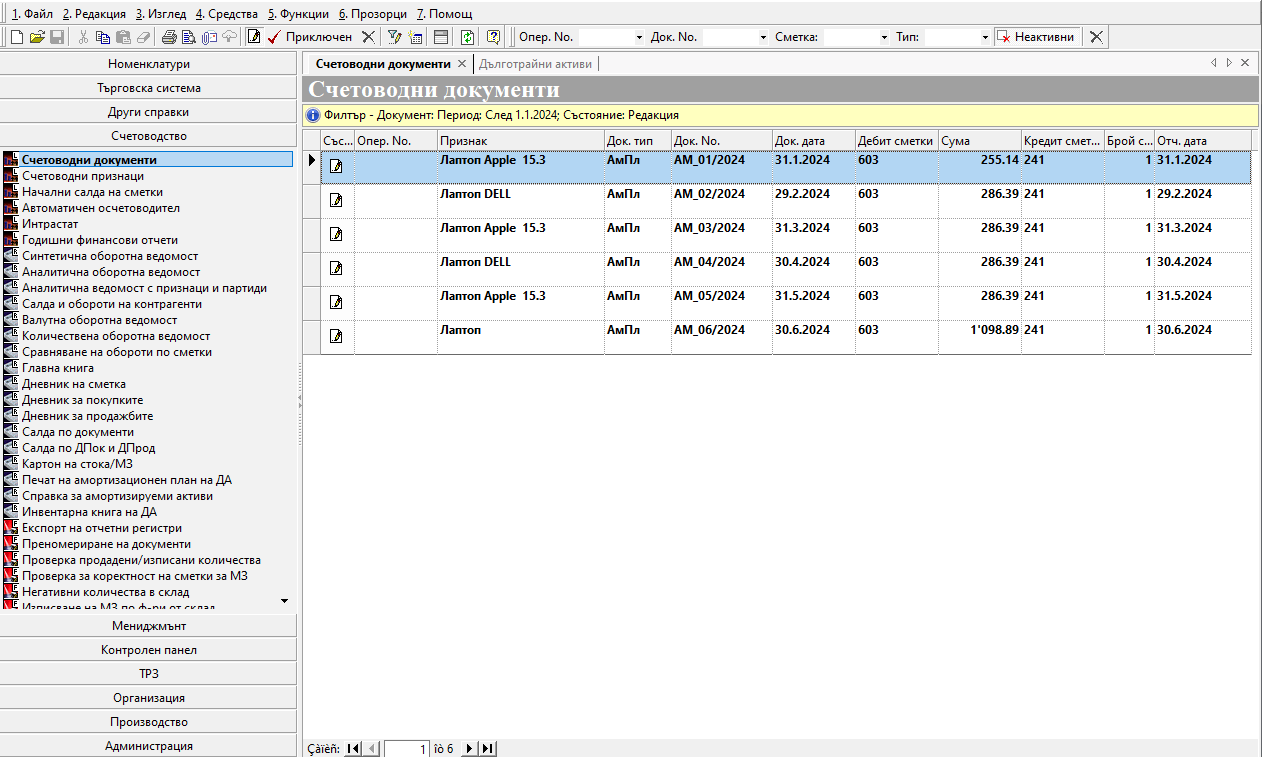 1. Файл 2. Редакция 3. Изглед 4. Средства 5. Функции 6. Прозорци 7. Помощ
Приключен Опер. No. Док. No. Сметка: Тип: Неактивни
Номенклатури
Търговска система
Други справки
Счетоводство
Счетоводни документи
Счетоводни признаци
Начални салда на сметки
Автоматичен осчетоводител
Интрастат
Годишни финансови отчети
Синтетична оборотна ведомост
Аналитична оборотна ведомост
Аналитична ведомост с признаци и партиди
Салда и обороти на контрагенти
Валутна оборотна ведомост
Количествена оборотна ведомост
Сравняване на обороти по сметки
Главна книга
Дневник на сметка
Дневник за покупките
Дневник за продажбите
Салда по документи
Салда по ДПок и ДПрод
Картон на стока/МЗ
Печат на амортизационен план на ДА
Справка за амортизируеми активи
Инвентарна книга на ДА
Експорт на отчетни регистри
Преномериране на документи
Проверка продадени/изписани количества
Проверка за коректност на сметки за МЗ
Негативни количества в склад
Изписване на МЗ по ф-ри от склад
Мениджмънт
Контролен панел
ТРЗ
Организация
Производство
Администрация
Счетоводни документи Дълготрайни активи
Счетоводни документи
Филтър - Документ: Период: След 1.1.2024; Състояние: Редакция
Със... Опер. No. Признак Док. тип Док. No. Док. дата Дебит сметки Сума Кредит смет... Брой с... Отч. дата
Лаптоп Apple 15.3 АмПл AM_01/2024 31.1.2024 603 255.14 241 1 31.1.2024
Лаптоп DELL АмПл AM_02/2024 29.2.2024 603 286.39 241 1 29.2.2024
Лаптоп Apple 15.3 АмПл AM_03/2024 31.3.2024 603 286.39 241 1 31.3.2024
Лаптоп DELL АмПл AM_04/2024 30.4.2024 603 286.39 241 1 30.4.2024
Лаптоп Apple 15.3 АмПл AM_05/2024 31.5.2024 603 286.39 241 1 31.5.2024
Лаптоп АмПл AM_06/2024 30.6.2024 603 1'098.89 241 1 30.6.2024
Çàïèñ: 1 îò 6